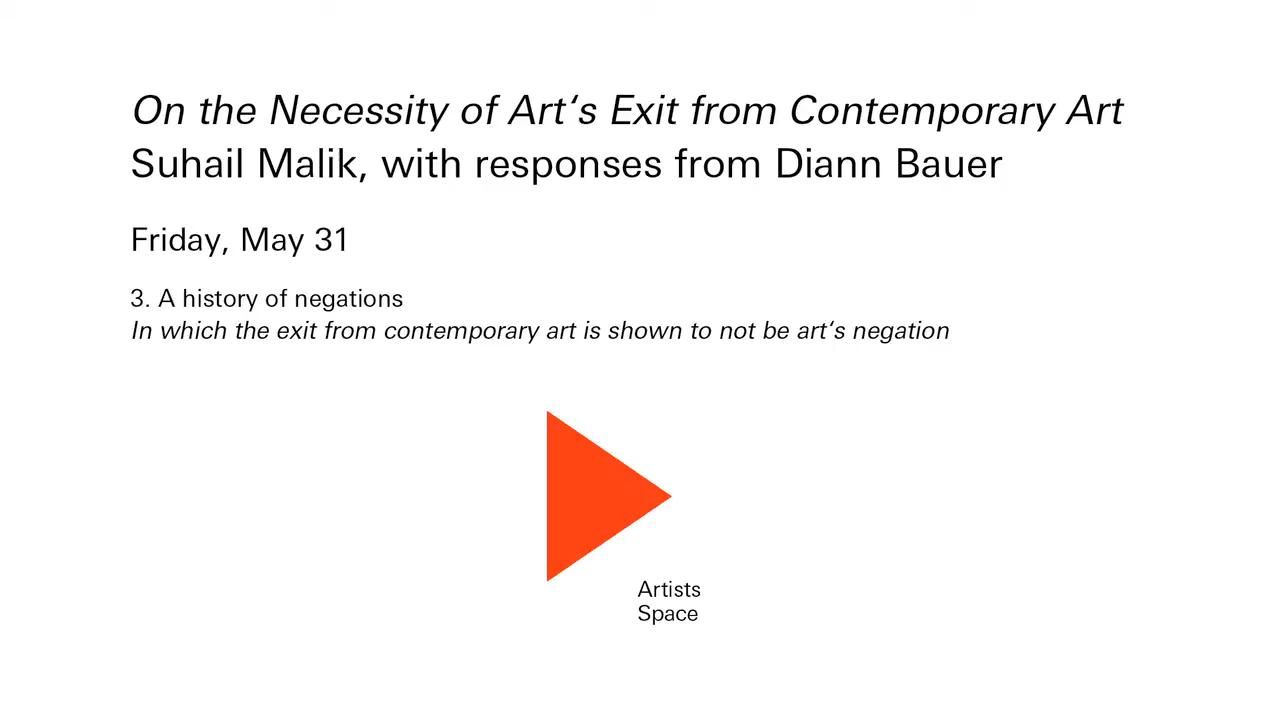 On the Necessity of Art‘s Exit from Contemporary Art
Suhail Malik, with responses from Diann Bauer
Friday, May 31
3. A history of negations
In which the exit from contemporary art is shown to not be art‘s negation
Artists
Space